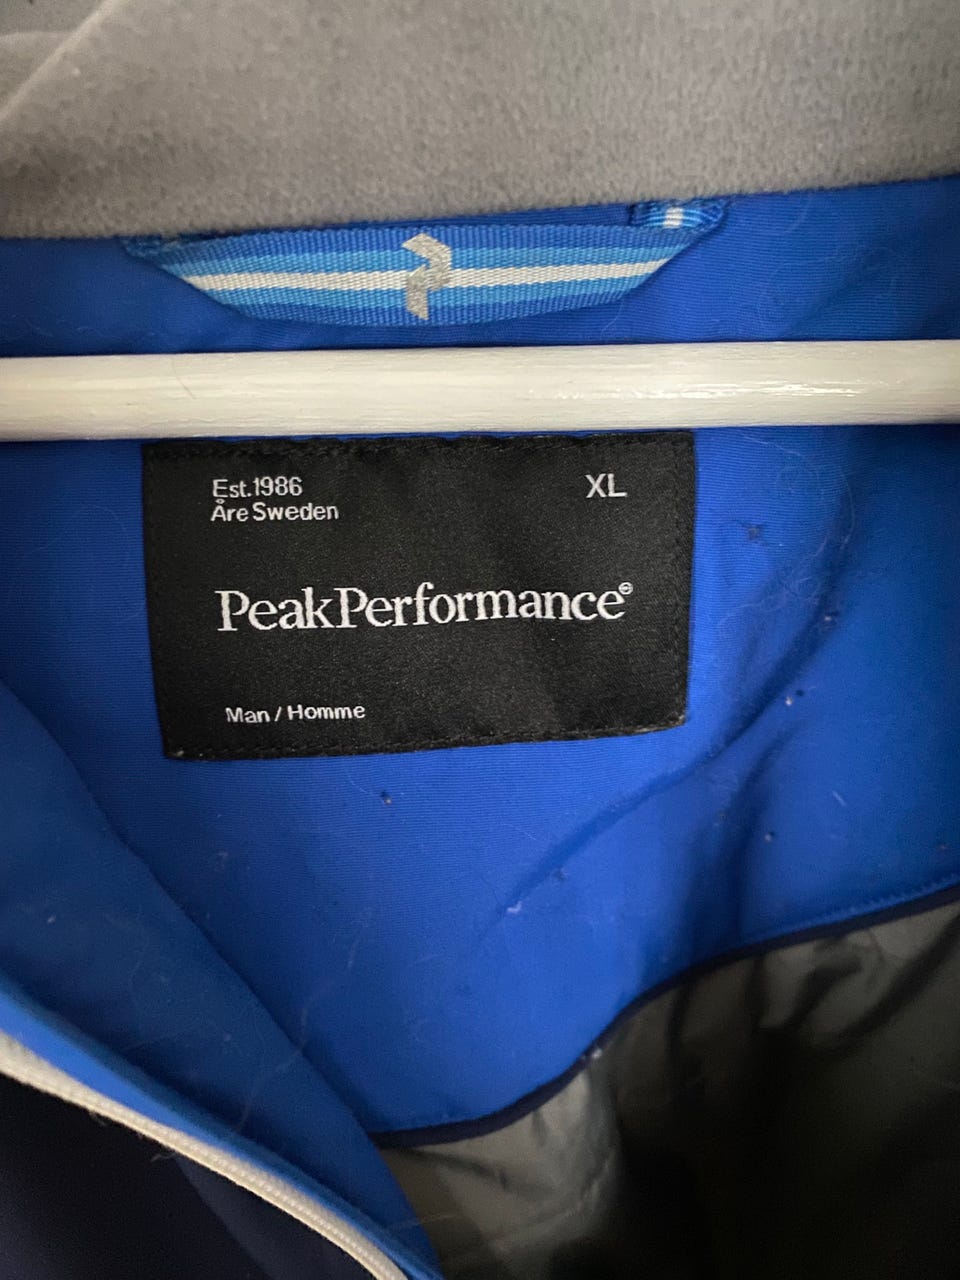 Est.1986
XL
Åre Sweden
PeakPerformance®
Man / Homme